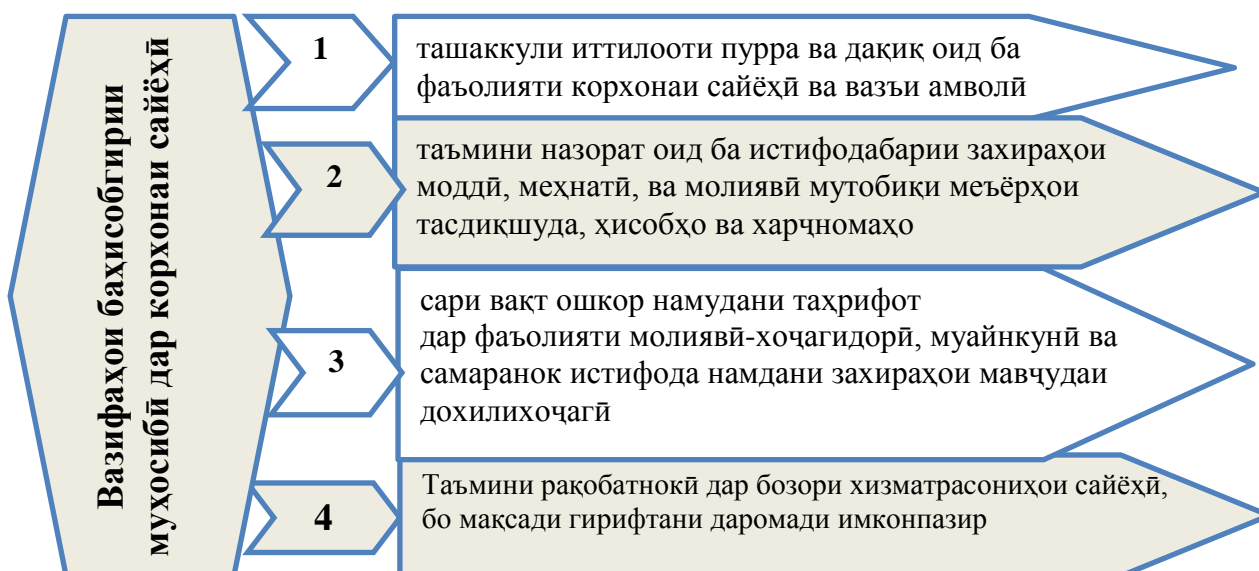 Вазифаҳои баҳисобгирии
муҳосибӣ дар корхонаи сайёҳӣ
1
ташаккули иттилооти пурра ва дақиқ оид ба
фаъолияти корхонаи сайёҳӣ ва вазъи амволӣ
2
таъмини назорат оид ба истифодабарии захираҳои
моддӣ, меҳнатӣ, ва молиявӣ мутобиқи меъёрҳои
тасдиқшуда, ҳисобҳо ва харҷномаҳо
3
сари вақт ошкор намудани таҳрифот
дар фаъолияти молиявӣ-хоҷагидорӣ, муайнкунӣ ва
самаранок истифода намдани захираҳои мавҷудаи
дохилихоҷагӣ
4
Таъмини рақобатнокӣ дар бозори хизматрасониҳои сайёҳӣ,
бо мақсади гирифтани даромади имконпазир